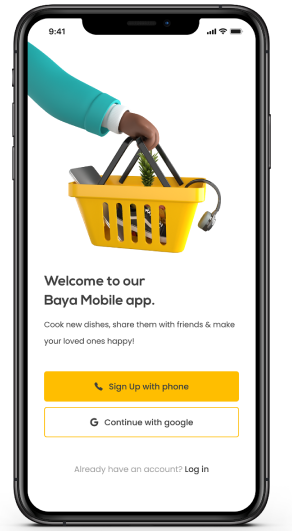 9:41
Welcome to our
Baya Mobile app.
Cook new dishes, share them with friends & make
your loved ones happy!
Sign Up with phone
G Continue with google
Already have an account? Log in